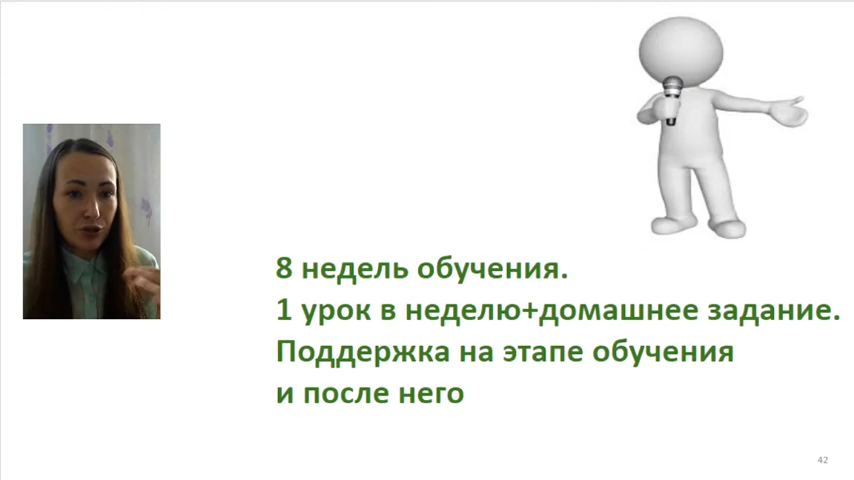 8 недель обучения.
1 урок в неделю+домашнее задание.
Поддержка на этапе обучения
и после него
42